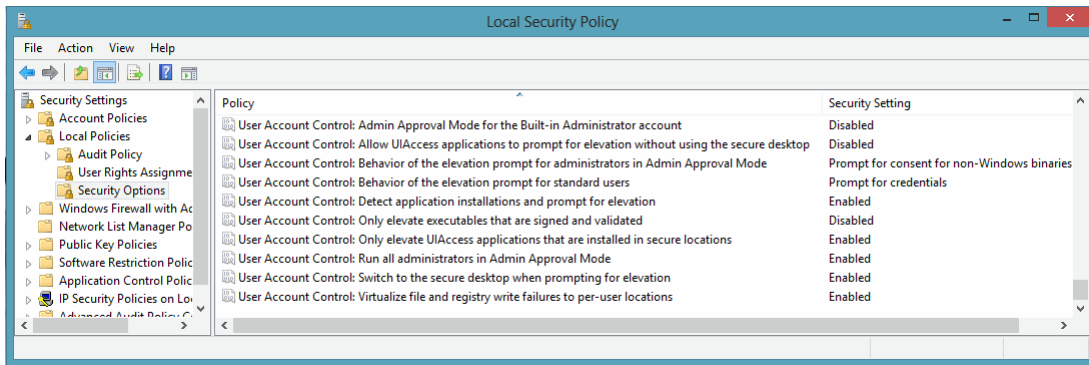 Local Security Policy
File Action View Help
Security Settings
Account Policies
Local Policies
Audit Policy
User Rights Assignme
Security Options
Windows Firewall with Ad
Network List Manager Po
Public Key Policies
Software Restriction Polic
Application Control Polic
IP Security Policies on Lo
Advanced Audit Policy C
Policy Security Setting
User Account Control: Admin Approval Mode for the Built-in Administrator account Disabled
User Account Control: Allow UIAccess applications to prompt for elevation without using the secure desktop Disabled
User Account Control: Behavior of the elevation prompt for administrators in Admin Approval Mode Prompt for consent for non-Windows binaries
User Account Control: Behavior of the elevation prompt for standard users Prompt for credentials
User Account Control: Detect application installations and prompt for elevation Enabled
User Account Control: Only elevate executables that are signed and validated Disabled
User Account Control: Only elevate UIAccess applications that are installed in secure locations Enabled
User Account Control: Run all administrators in Admin Approval Mode Enabled
User Account Control: Switch to the secure desktop when prompting for elevation Enabled
User Account Control: Virtualize file and registry write failures to per-user locations Enabled